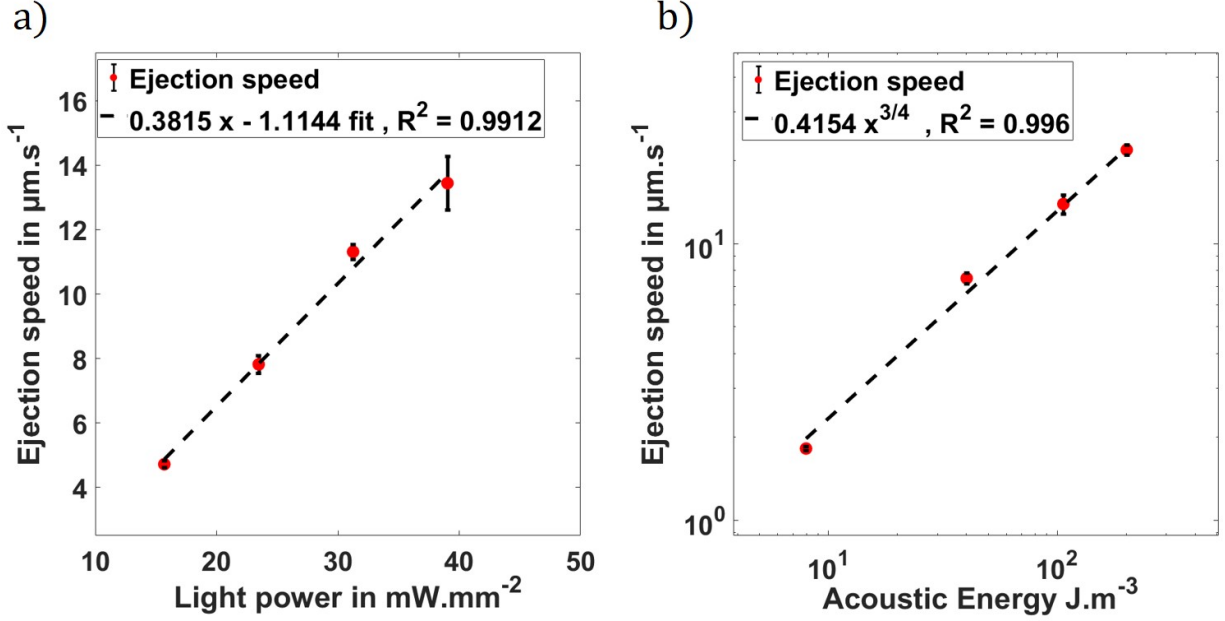 a)
Ejection speed
0.3815 x - 1.1144 fit , R² = 0.9912
Ejection speed in µm.s⁻¹
16
14
12
10
8
6
4
10 20 30 40 50
Light power in mW.mm⁻²
b)
Ejection speed
0.4154 x³ᐟ⁴ , R² = 0.996
Ejection speed in µm.s⁻¹
10¹
10⁰
10¹ 10²
Acoustic Energy J.m⁻³